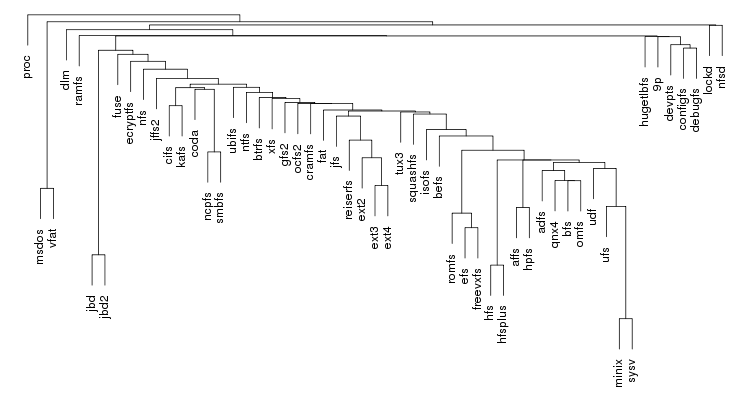 proc
msdos
vfat
dlm
ramfs
jbd
jbd2
fuse
ecryptfs
nfs
jffs2
cifs
kafs
coda
ncpfs
smbfs
ubifs
ntfs
btrfs
xfs
gfs2
ocfs2
cramfs
fat
jfs
reiserfs
ext2
ext3
ext4
tux3
squashfs
isofs
befs
romfs
efs
freevxfs
hfs
hfsplus
affs
hpfs
adfs
qnx4
bfs
omfs
udf
ufs
minix
sysv
hugetlbfs
9p
devpts
configfs
debugfs
lockd
nfsd